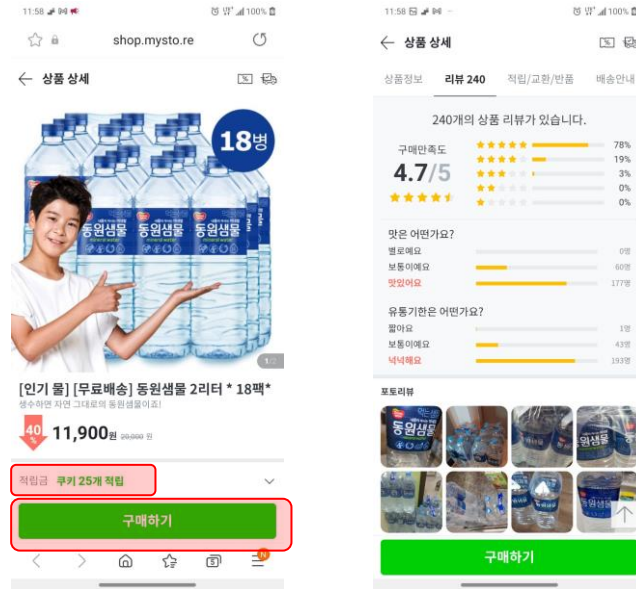 11:58
100%
shop.mysto.re
← 상품 상세
18병
동원샘물
동원샘물
동원샘물
mineral water
1/2
[인기 물] [무료배송] 동원샘물 2리터 * 18팩*
생수하면 자연 그대로의 동원샘물이죠!
40
%
11,900원 20,000 원
적립금 쿠키 25개 적립
구매하기
N
11:58
100%
← 상품 상세
상품정보 리뷰 240 적립/교환/반품 배송안내
240개의 상품 리뷰가 있습니다.
구매만족도
4.7/5
78%
19%
3%
0%
0%
맛은 어떤가요?
별로예요 0명
보통이예요 60명
맛있어요 177명
유통기한은 어떤가요?
짧아요 1명
보통이예요 43명
넉넉해요 193명
포토리뷰
동원샘물
원샘물
구매하기